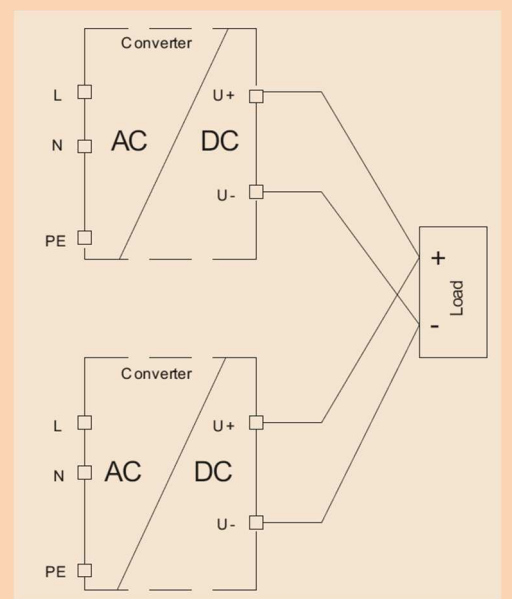 Converter
L
U+
N
AC
DC
U-
PE
+
Load
-
Converter
L
U+
N
AC
DC
U-
PE